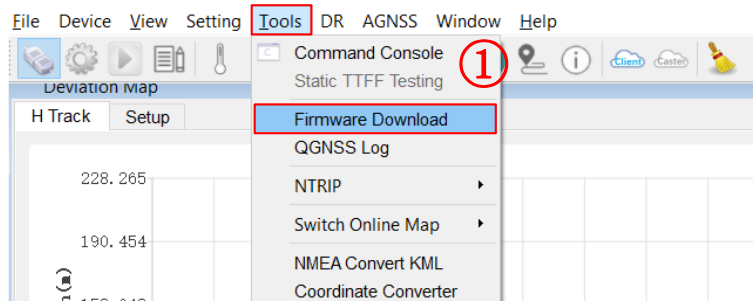 File Device View Setting Tools DR AGNSS Window Help
Command Console
①
Client Caster
Static TTFF Testing
Deviation Map
H Track Setup
Firmware Download
QGNSS Log
228.265
NTRIP
Switch Online Map
190.454
NMEA Convert KML
Coordinate Converter